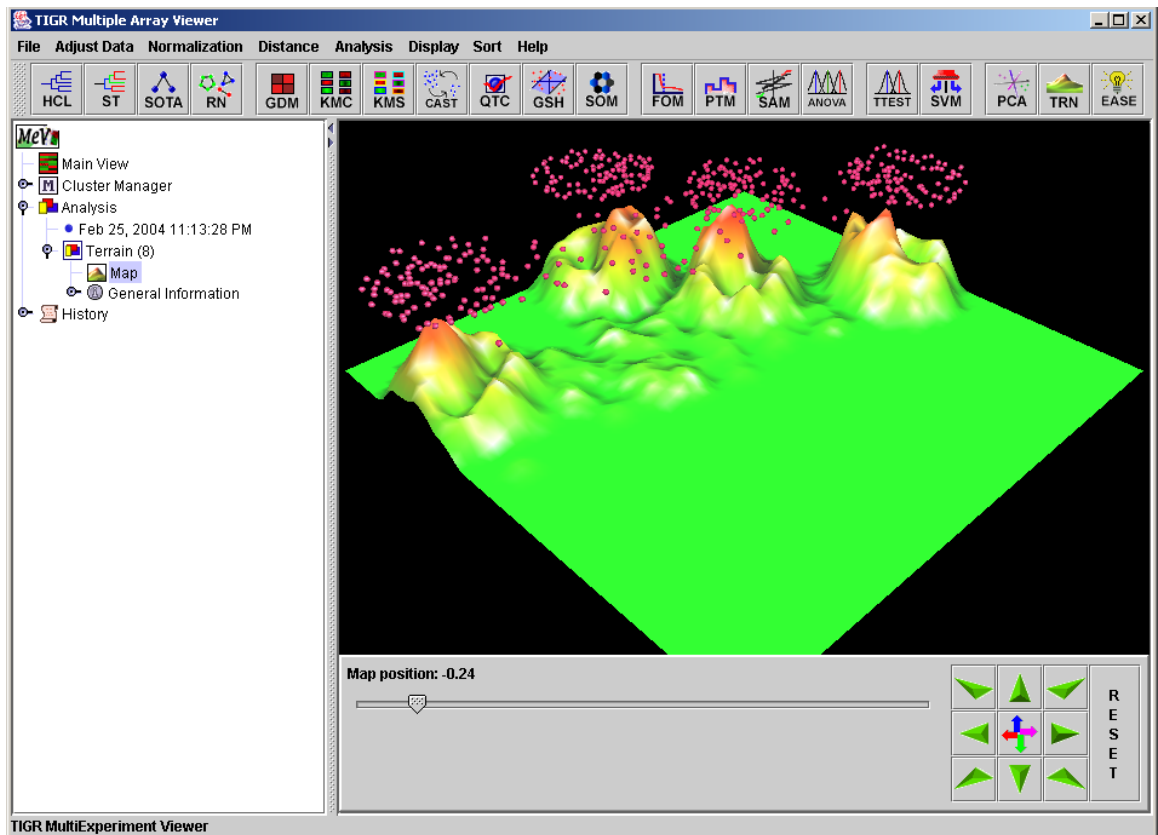 TIGR Multiple Array Viewer
File Adjust Data Normalization Distance Analysis Display Sort Help
HCL ST SOTA RN GDM KMC KMS CAST QTC GSH SOM FOM PTM SAM ANOVA TTEST SVM PCA TRN EASE
MeV
Main View
M Cluster Manager
Analysis
Feb 25, 2004 11:13:28 PM
Terrain (8)
Map
General Information
History
Map position: -0.24
RESET
TIGR MultiExperiment Viewer